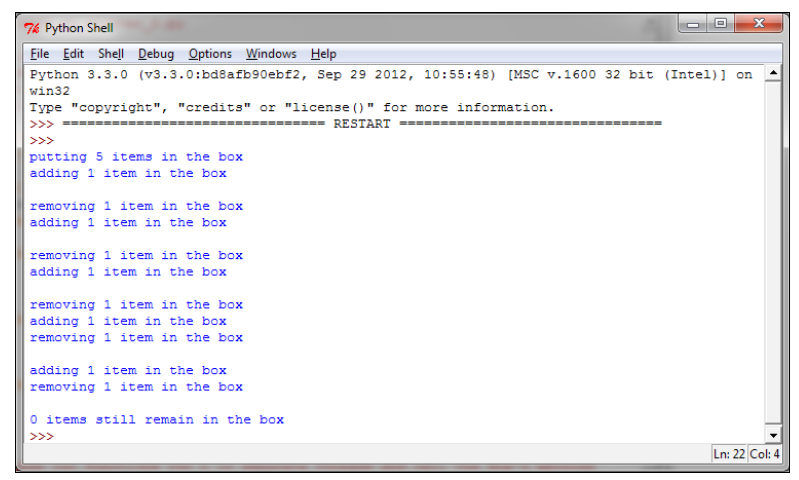 Python Shell
File Edit Shell Debug Options Windows Help
Python 3.3.0 (v3.3.0:bd8afb90ebf2, Sep 29 2012, 10:55:48) [MSC v.1600 32 bit (Intel)] on
win32
Type "copyright", "credits" or "license()" for more information.
>>> ================================ RESTART ================================
>>>
putting 5 items in the box
adding 1 item in the box
removing 1 item in the box
adding 1 item in the box
removing 1 item in the box
adding 1 item in the box
removing 1 item in the box
adding 1 item in the box
removing 1 item in the box
adding 1 item in the box
removing 1 item in the box
0 items still remain in the box
>>>
Ln: 22 Col: 4